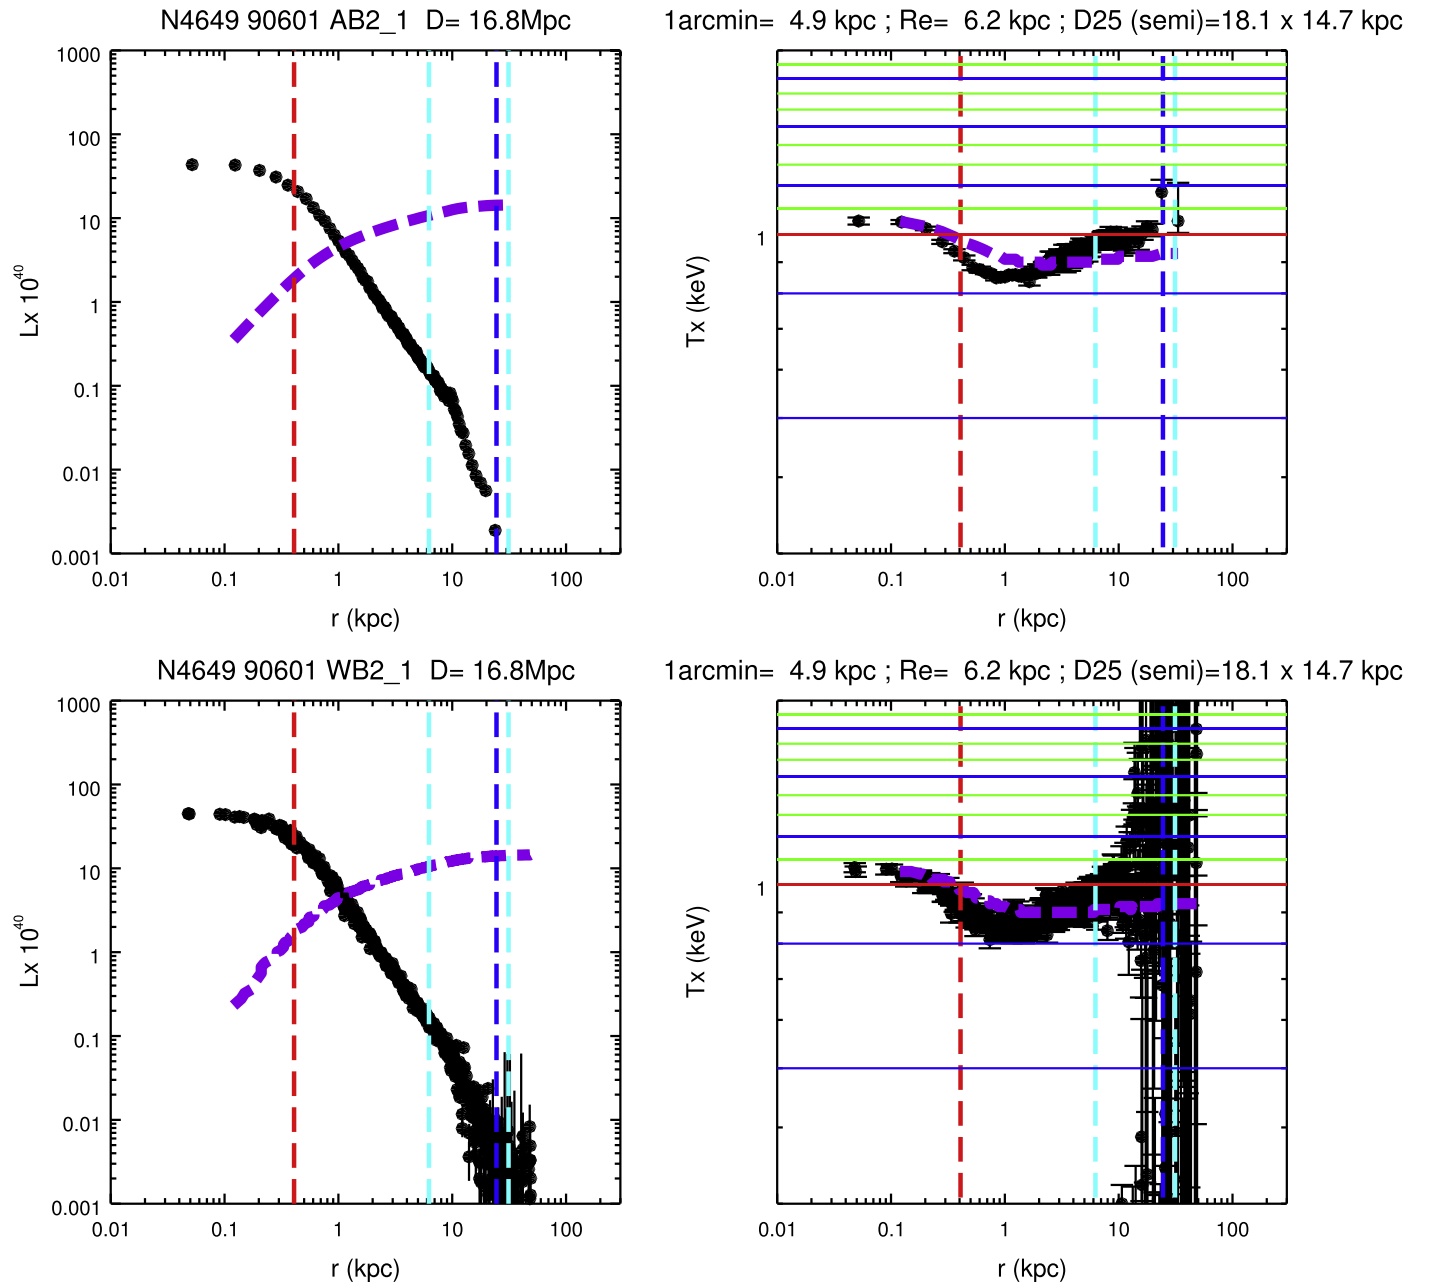 N4649 90601 AB2_1  D= 16.8Mpc
1arcmin=  4.9 kpc ; Re=  6.2 kpc ; D25 (semi)=18.1 x 14.7 kpc
1000
100
10
1
0.1
0.01
0.001
Lx 10⁴⁰
0.01 0.1 1 10 100
r (kpc)
1
Tx (keV)
0.01 0.1 1 10 100
r (kpc)
N4649 90601 WB2_1  D= 16.8Mpc
1arcmin=  4.9 kpc ; Re=  6.2 kpc ; D25 (semi)=18.1 x 14.7 kpc
1000
100
10
1
0.1
0.01
0.001
Lx 10⁴⁰
0.01 0.1 1 10 100
r (kpc)
1
Tx (keV)
0.01 0.1 1 10 100
r (kpc)